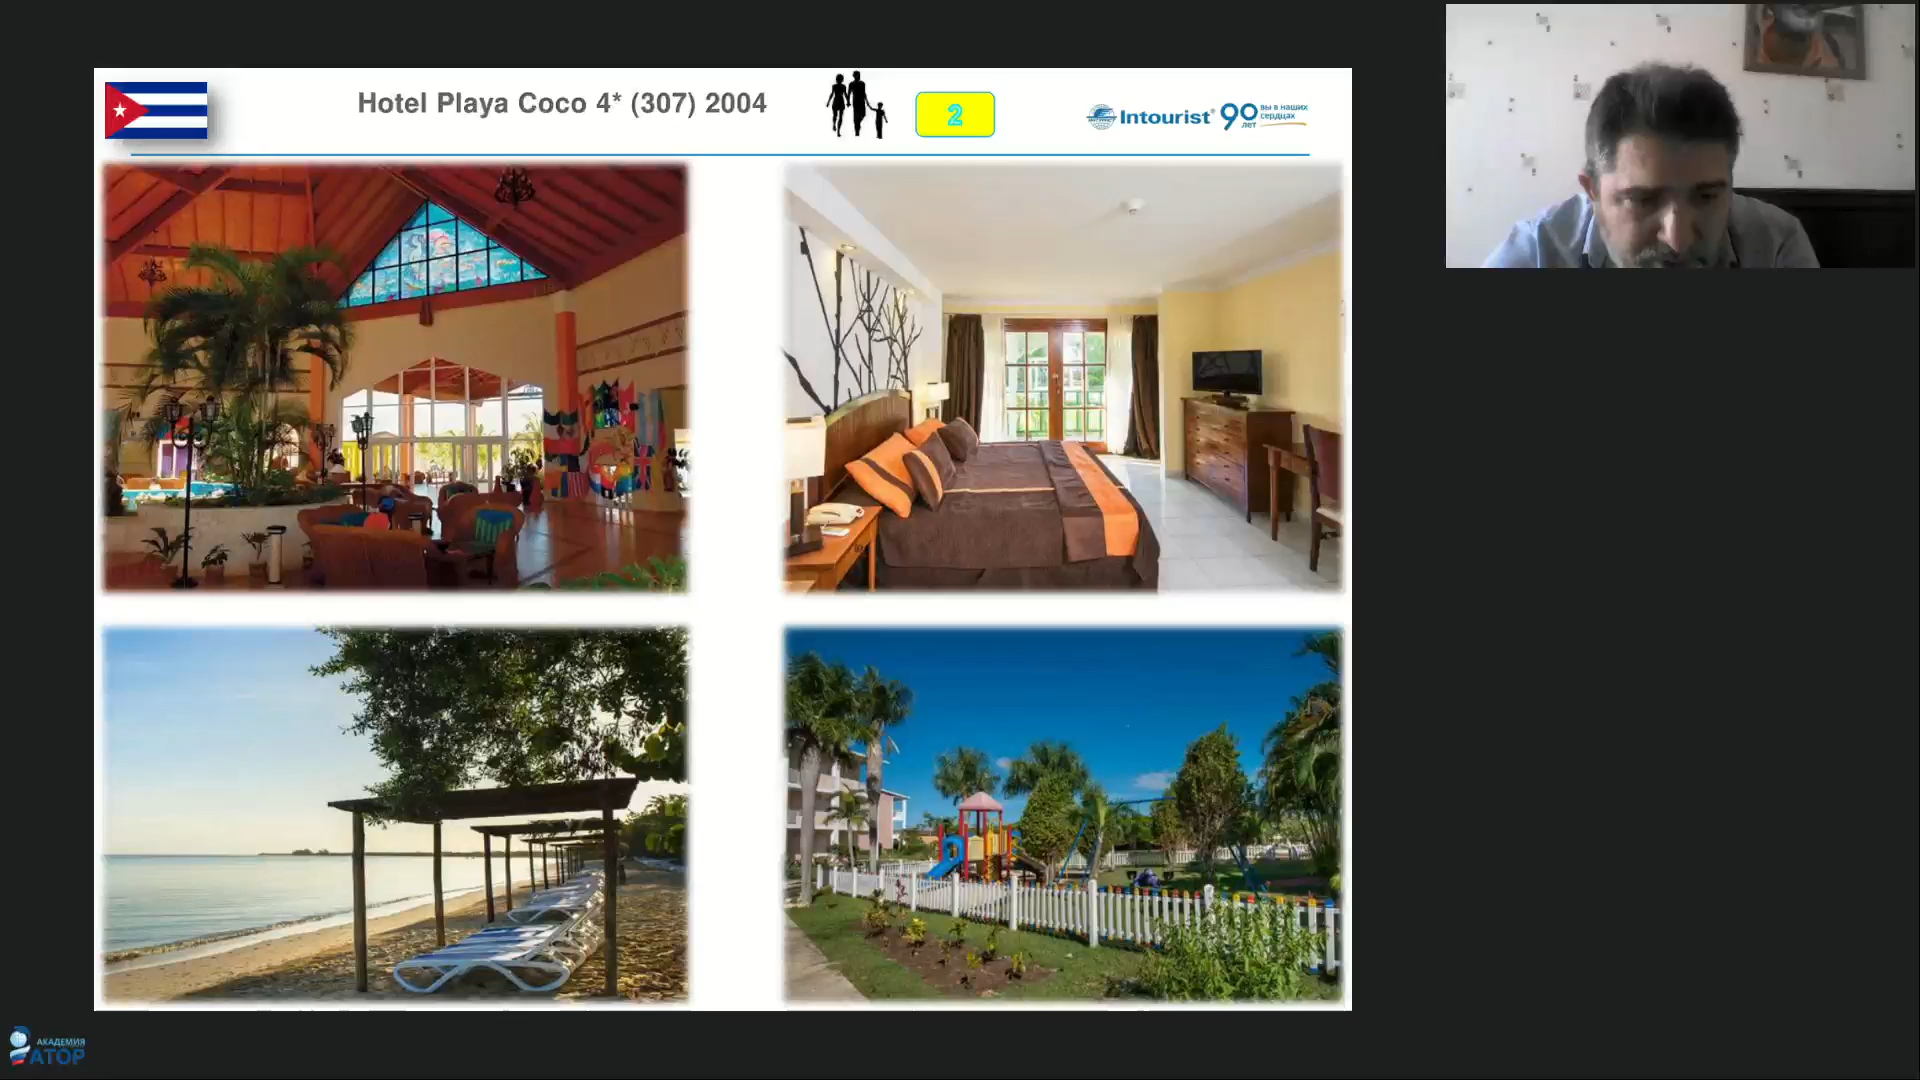 Hotel Playa Coco 4* (307) 2004
2
Intourist® 90 лет
вы в наших
сердцах
АКАДЕМИЯ
АТОР